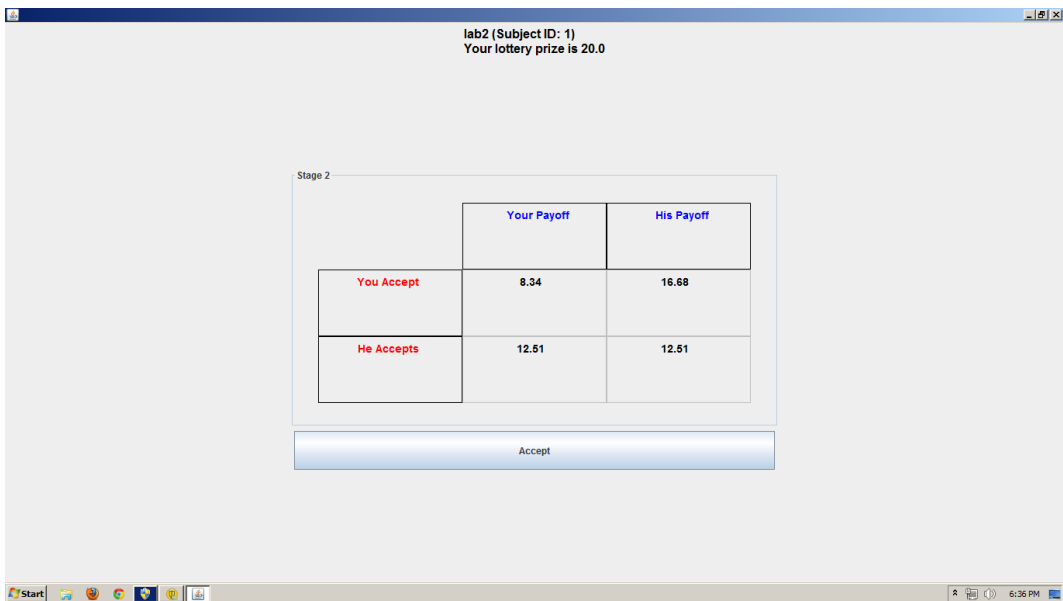 lab2 (Subject ID: 1)
Your lottery prize is 20.0
Stage 2
Your Payoff His Payoff
You Accept 8.34 16.68
He Accepts 12.51 12.51
Accept
Start 6:36 PM